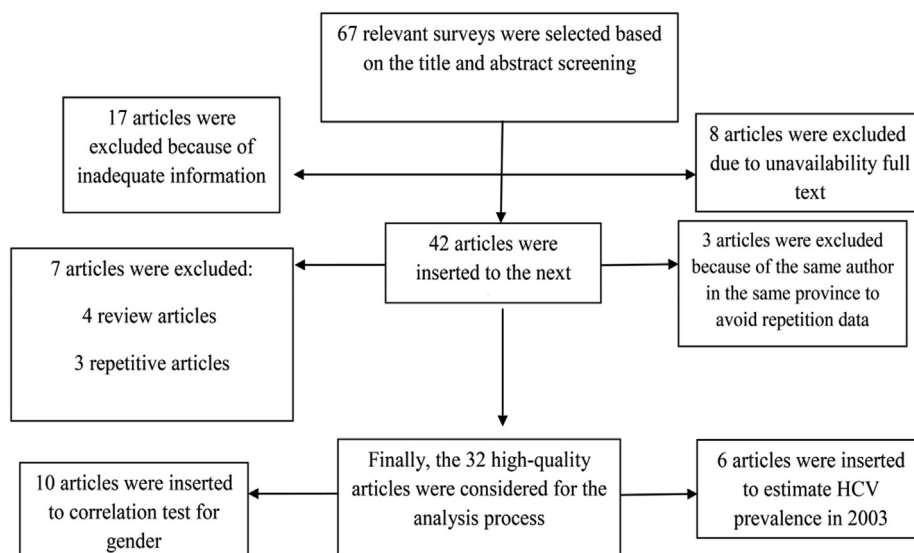 67 relevant surveys were selected based
on the title and abstract screening
17 articles were
excluded because of
inadequate information
8 articles were excluded
due to unavailability full
text
42 articles were
inserted to the next
7 articles were excluded:
4 review articles
3 repetitive articles
3 articles were excluded
because of the same author
in the same province to
avoid repetition data
Finally, the 32 high-quality
articles were considered for the
analysis process
10 articles were inserted
to correlation test for
gender
6 articles were inserted
to estimate HCV
prevalence in 2003